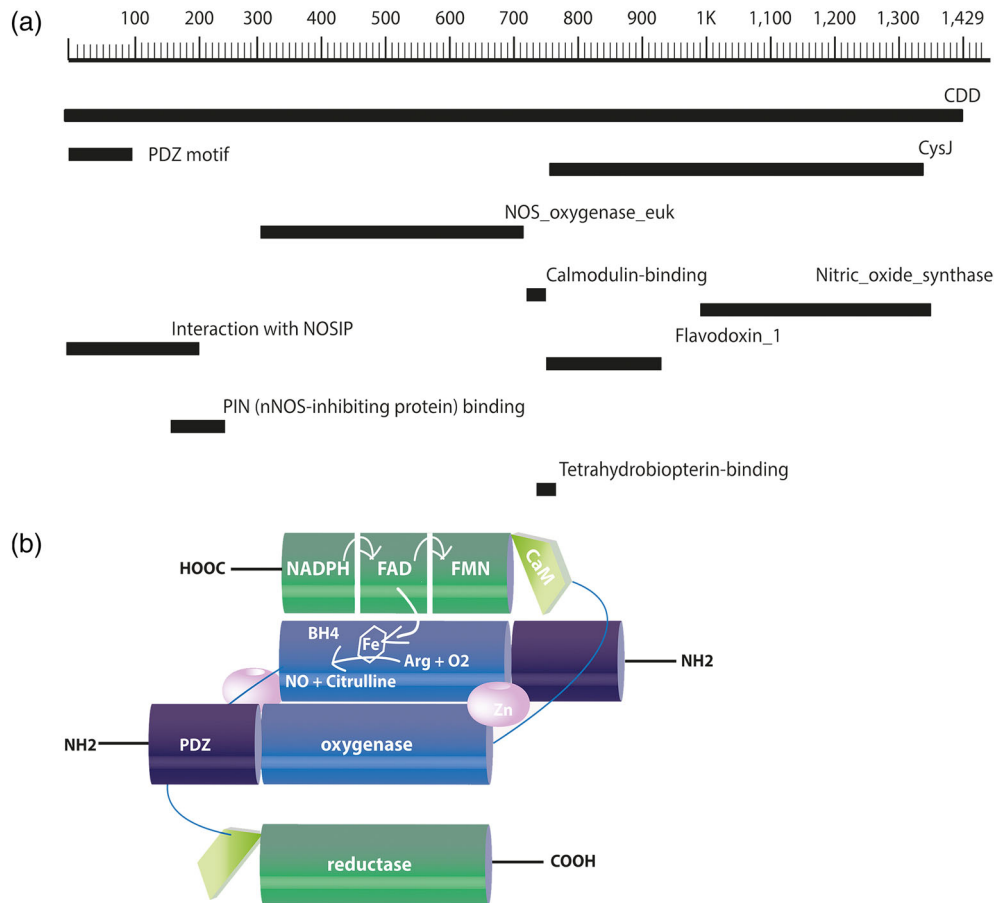 (a)
100 200 300 400 500 600 700 800 900 1K 1,100 1,200 1,300 1,429
CDD
PDZ motif
CysJ
NOS_oxygenase_euk
Calmodulin-binding
Nitric_oxide_synthase
Interaction with NOSIP
Flavodoxin_1
PIN (nNOS-inhibiting protein) binding
Tetrahydrobiopterin-binding
(b)
HOOC NADPH FAD FMN CaM
BH4 Fe
Arg + O2
NO + Citrulline
NH2
Zn
NH2 PDZ oxygenase
reductase COOH